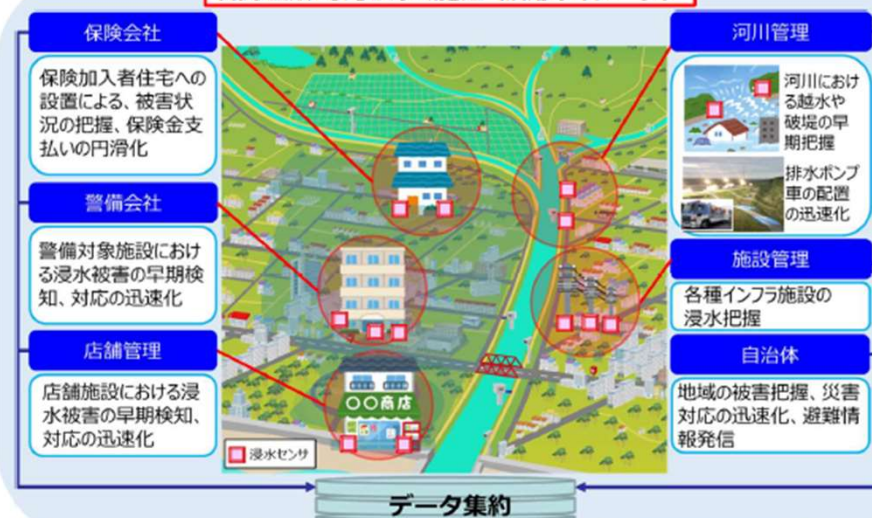 保険会社
保険加入者住宅への
設置による、被害状
況の把握、保険金支
払いの円滑化
警備会社
警備対象施設におけ
る浸水被害の早期検
知、対応の迅速化
店舗管理
店舗施設における浸
水被害の早期検知、
対応の迅速化
〇〇商店
浸水センサ
河川管理
河川におけ
る越水や
破堤の早
期把握
排水ポンプ
車の配置
の迅速化
施設管理
各種インフラ施設の
浸水把握
自治体
地域の被害把握、災害
対応の迅速化、避難情
報発信
データ集約